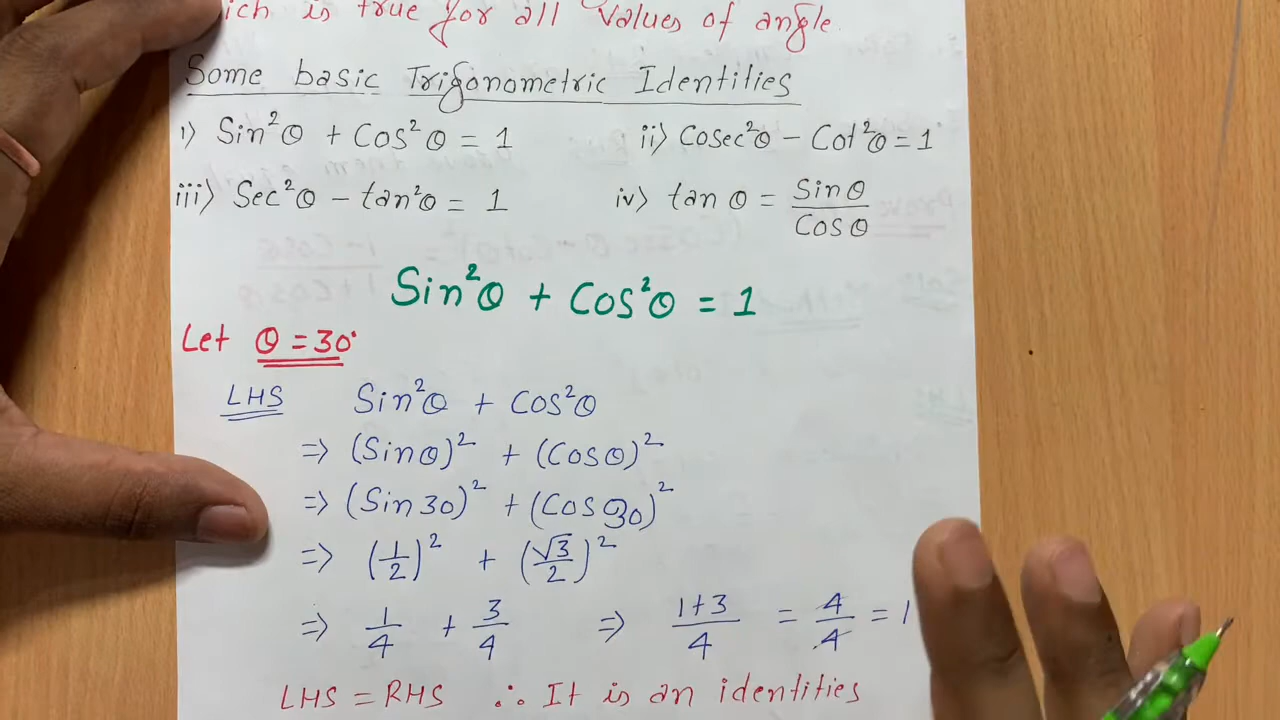 ich is true for all values of angle.
Some basic Trigonometric Identities
i) Sin²θ + Cos²θ = 1 ii) Cosec²θ - Cot²θ = 1
iii) Sec²θ - tan²θ = 1 iv) tan θ = Sinθ/Cosθ
Sin²θ + Cos²θ = 1
Let θ = 30°
LHS Sin²θ + Cos²θ
=> (Sinθ)² + (Cosθ)²
=> (Sin30)² + (Cos30)²
=> (1/2)² + (√3/2)²
=> 1/4 + 3/4 => 1+3/4 = 4/4 = 1
LHS = RHS ∴ It is an identities